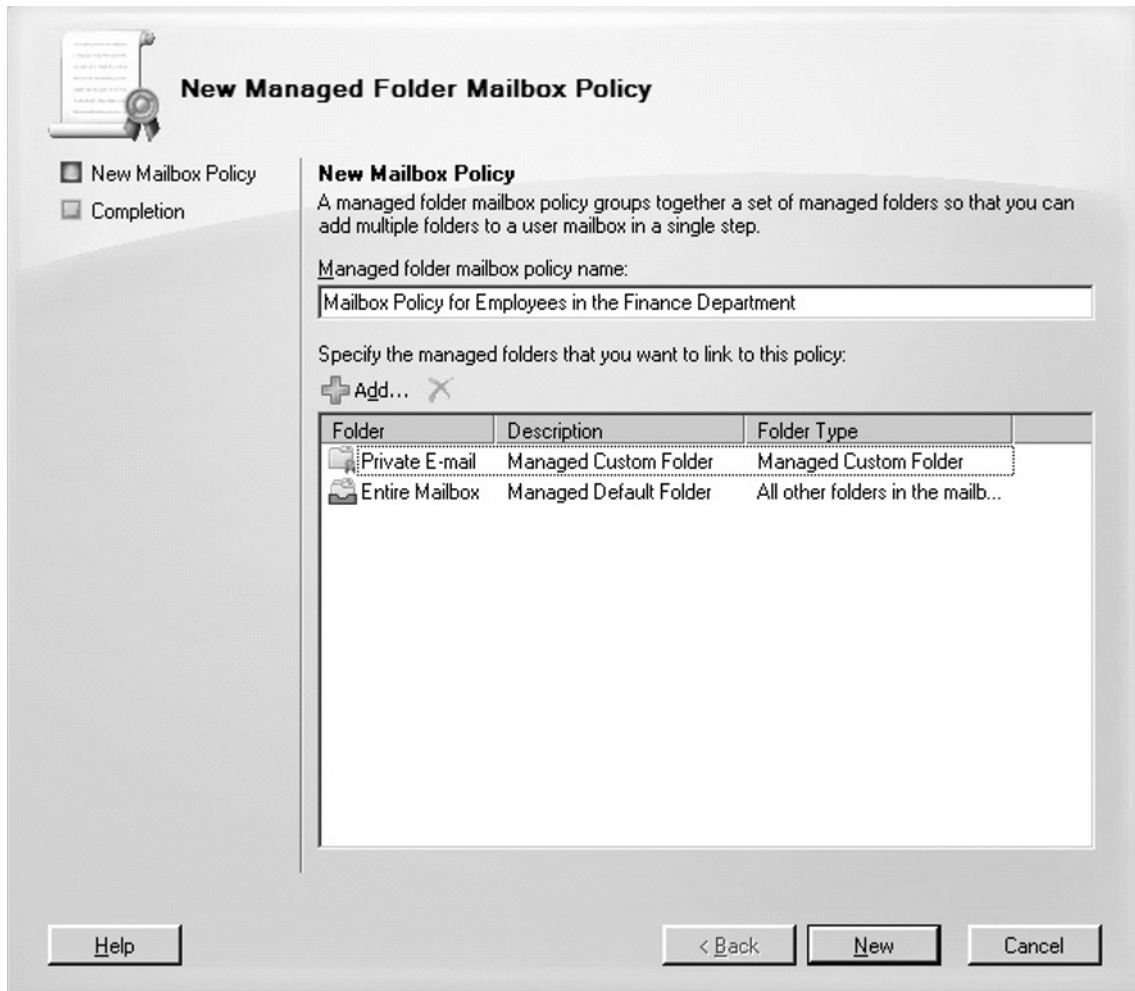 New Managed Folder Mailbox Policy
New Mailbox Policy
Completion
New Mailbox Policy
A managed folder mailbox policy groups together a set of managed folders so that you can
add multiple folders to a user mailbox in a single step.
Managed folder mailbox policy name:
Mailbox Policy for Employees in the Finance Department
Specify the managed folders that you want to link to this policy:
Add...
Folder Description Folder Type
Private E-mail Managed Custom Folder Managed Custom Folder
Entire Mailbox Managed Default Folder All other folders in the mailb...
Help < Back New Cancel